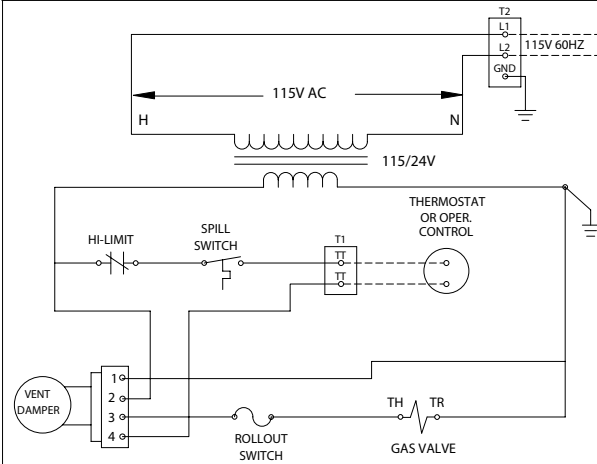 T2
L1
115V 60HZ
L2
GND
115V AC
H
N
115/24V
THERMOSTAT
OR OPER.
CONTROL
HI-LIMIT
SPILL
SWITCH
T1
TT
TT
VENT
DAMPER
1
2
3
4
ROLLOUT
SWITCH
TH
TR
GAS VALVE